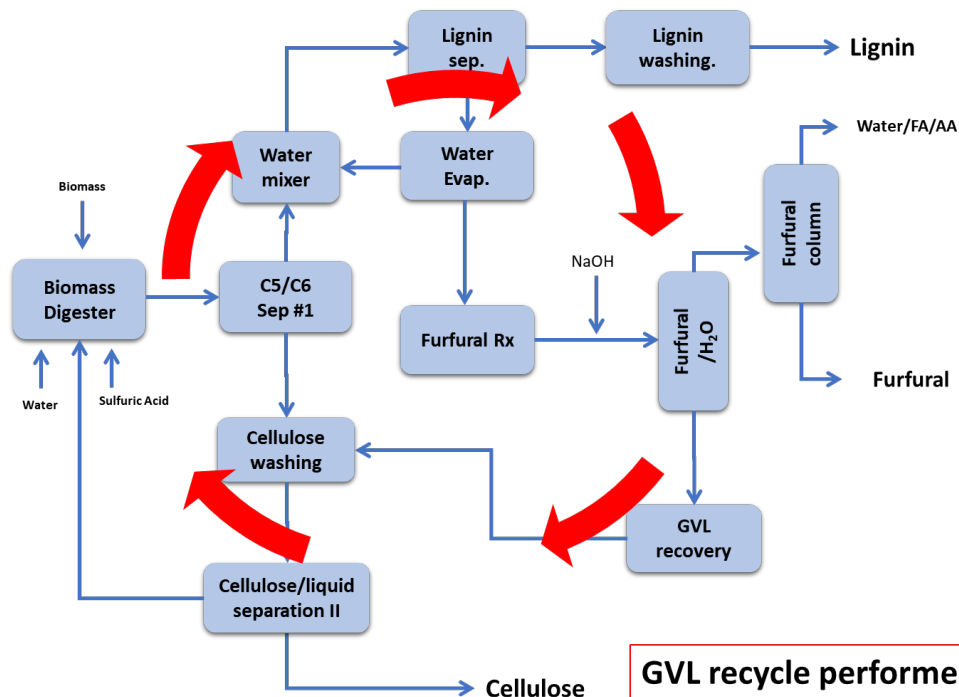 Lignin
sep.
Lignin
washing.
Lignin
Water/FA/AA
Water
mixer
Water
Evap.
Furfural
column
Biomass
NaOH
Biomass
Digester
C5/C6
Sep #1
Furfural Rx
Furfural
/H₂O
Furfural
Water
Sulfuric Acid
Cellulose
washing
GVL
recovery
Cellulose/liquid
separation II
Cellulose
GVL recycle performe